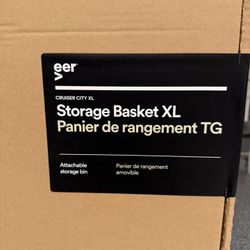 veer
CRUISER CITY XL
Storage Basket XL
Panier de rangement TG
Attachable
storage bin
Panier de rangement
amovible